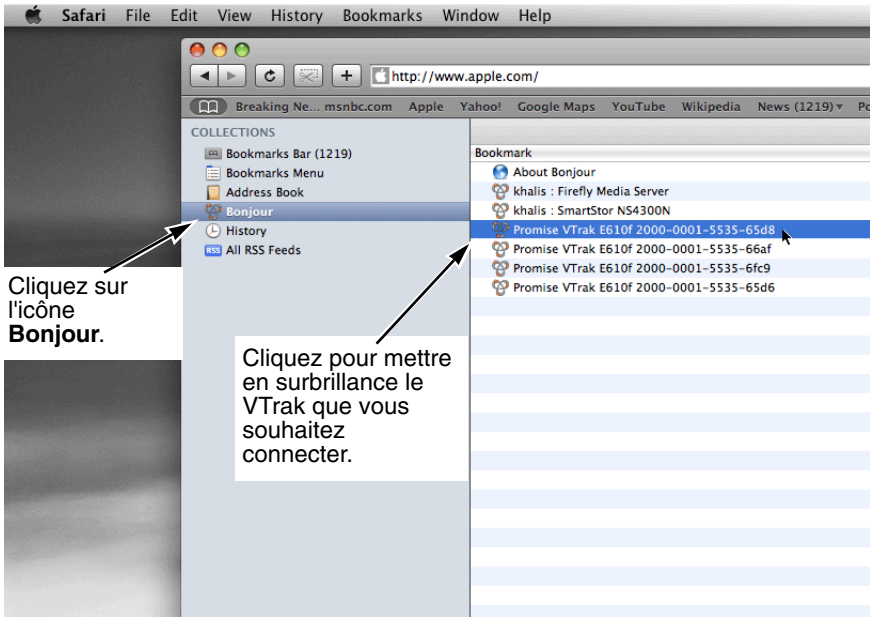 Safari File Edit View History Bookmarks Window Help
http://www.apple.com/
Breaking Ne... msnbc.com Apple Yahoo! Google Maps YouTube Wikipedia News (1219) Po
COLLECTIONS
Bookmarks Bar (1219)
Bookmarks Menu
Address Book
Bonjour
History
RSS All RSS Feeds
Bookmark
About Bonjour
khalis : Firefly Media Server
khalis : SmartStor NS4300N
Promise VTrak E610f 2000-0001-5535-65d8
Promise VTrak E610f 2000-0001-5535-66af
Promise VTrak E610f 2000-0001-5535-6fc9
Promise VTrak E610f 2000-0001-5535-65d6
Cliquez sur
l'icône
Bonjour.
Cliquez pour mettre
en surbrillance le
VTrak que vous
souhaitez
connecter.